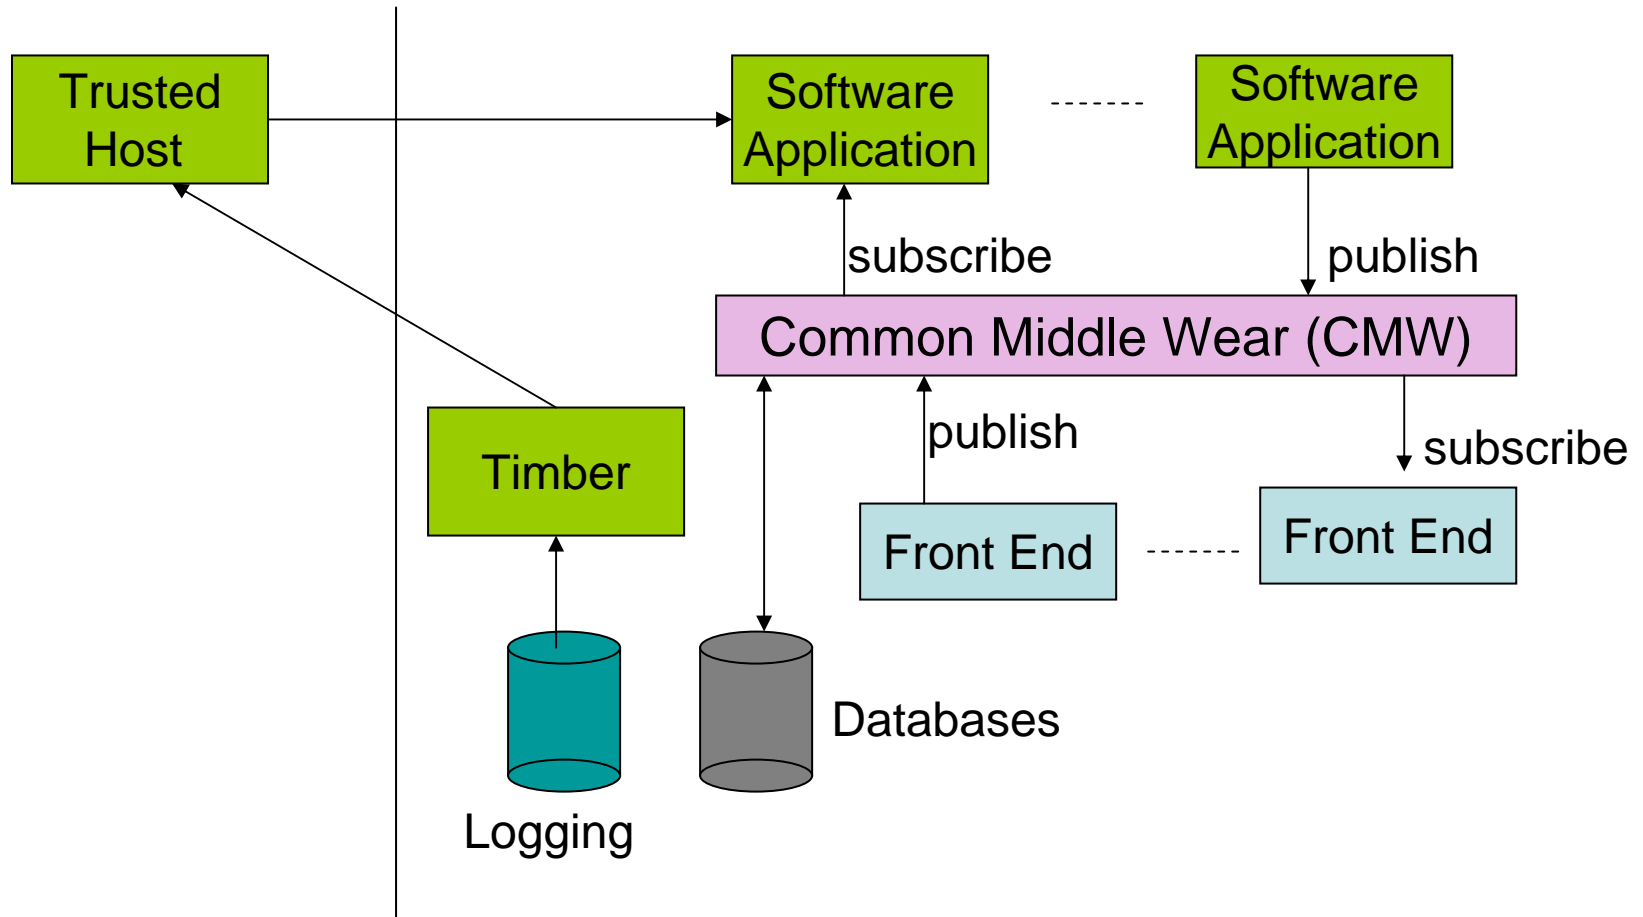 Trusted
Host
Software
Application
Software
Application
subscribe
publish
Common Middle Wear (CMW)
publish
subscribe
Timber
Front End
Front End
Databases
Logging